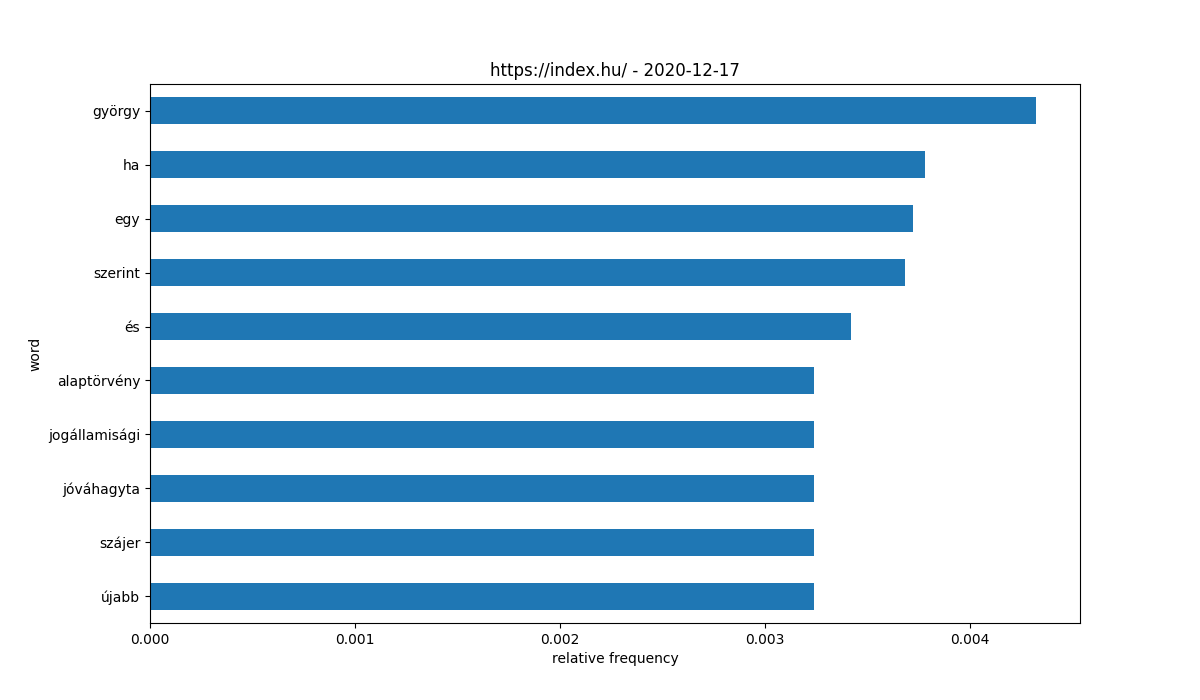 https://index.hu/ - 2020-12-17
györgy
ha
egy
szerint
és
alaptörvény
jogállamisági
jóváhagyta
szájer
újabb
word
0.000 0.001 0.002 0.003 0.004
relative frequency